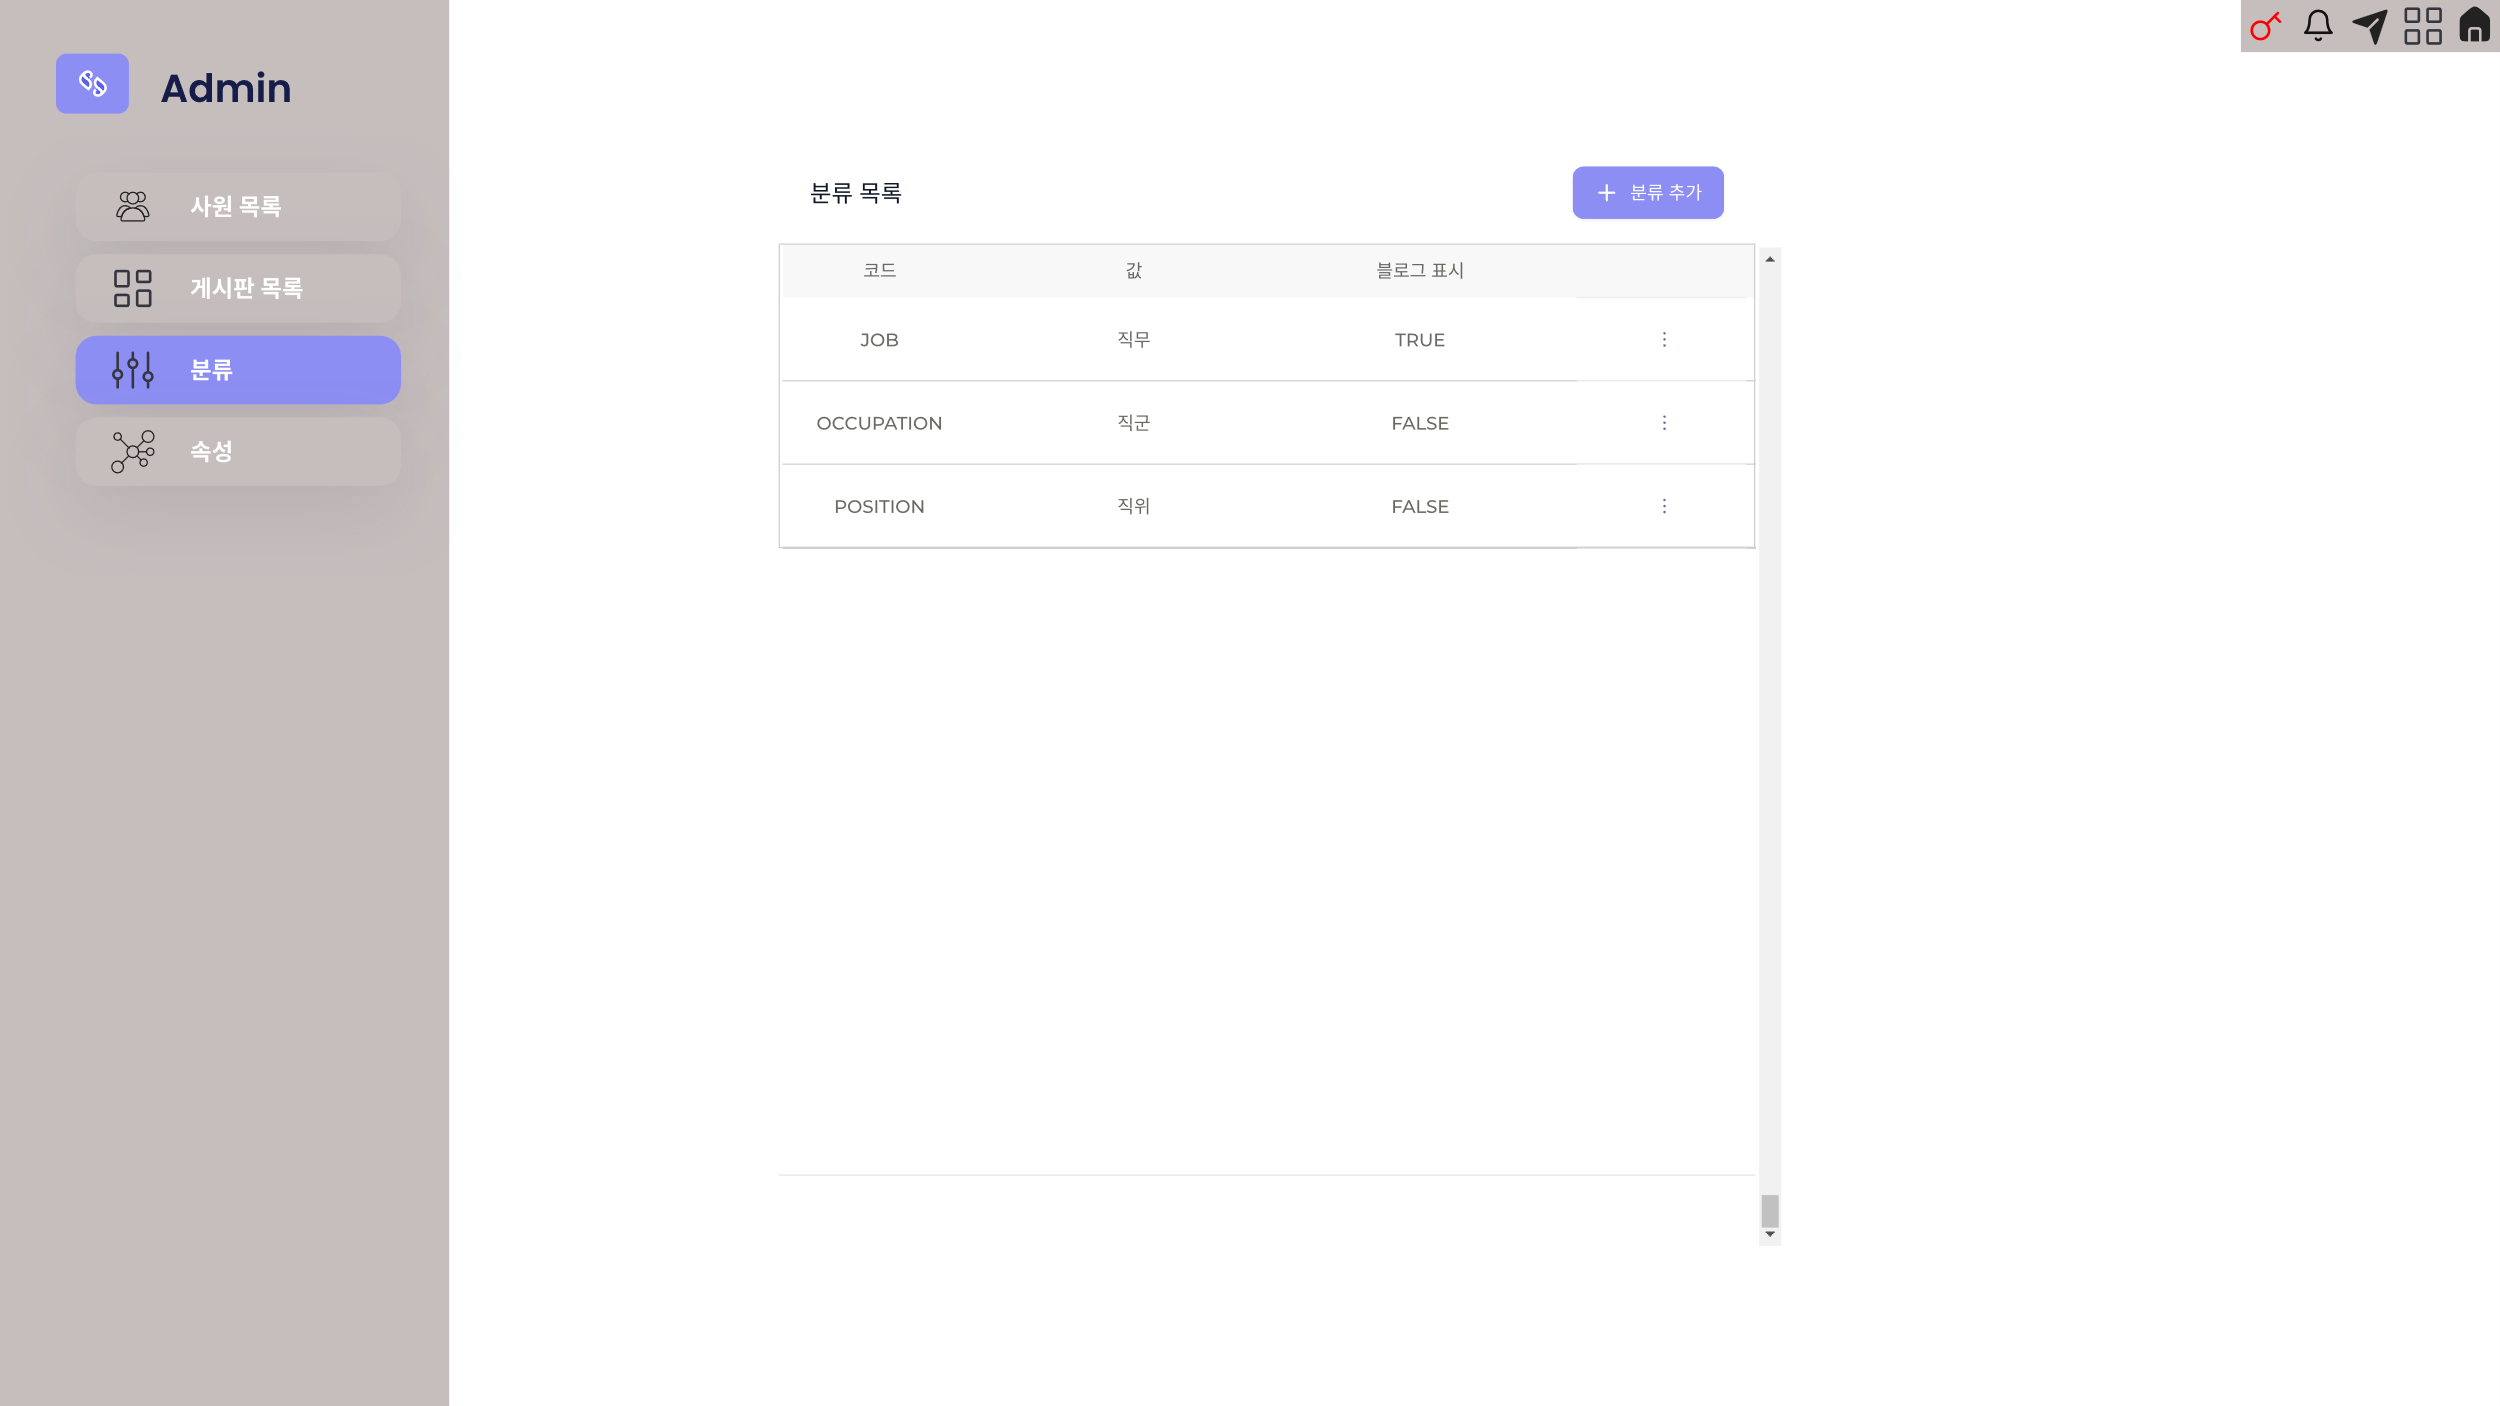 Admin
사원 목록
게시판 목록
분류
속성
분류 목록
분류 추가
코드 값 블로그 표시
JOB 직무 TRUE
OCCUPATION 직군 FALSE
POSITION 직위 FALSE